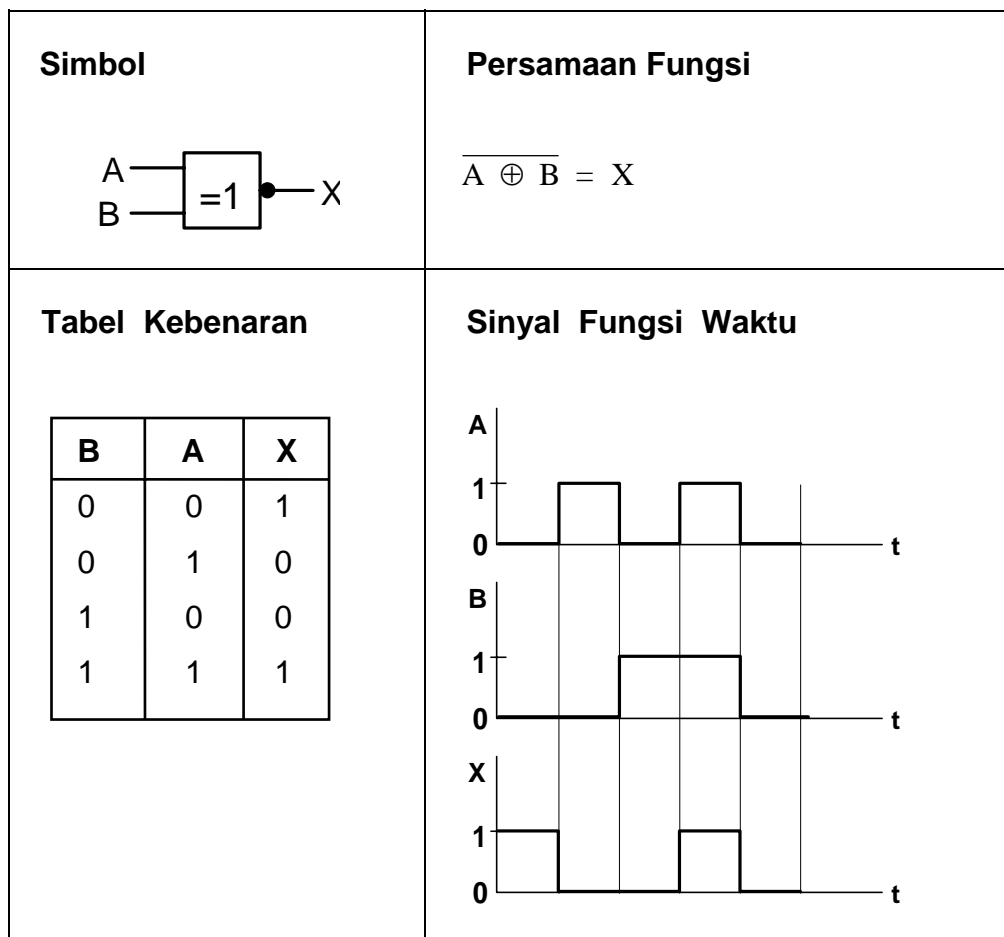 Simbol
Persamaan Fungsi
A
B
=1
X
A ⊕ B = X
Tabel Kebenaran
Sinyal Fungsi Waktu
B A X
0 0 1
0 1 0
1 0 0
1 1 1
A
1
0
t
B
1
0
t
X
1
0
t